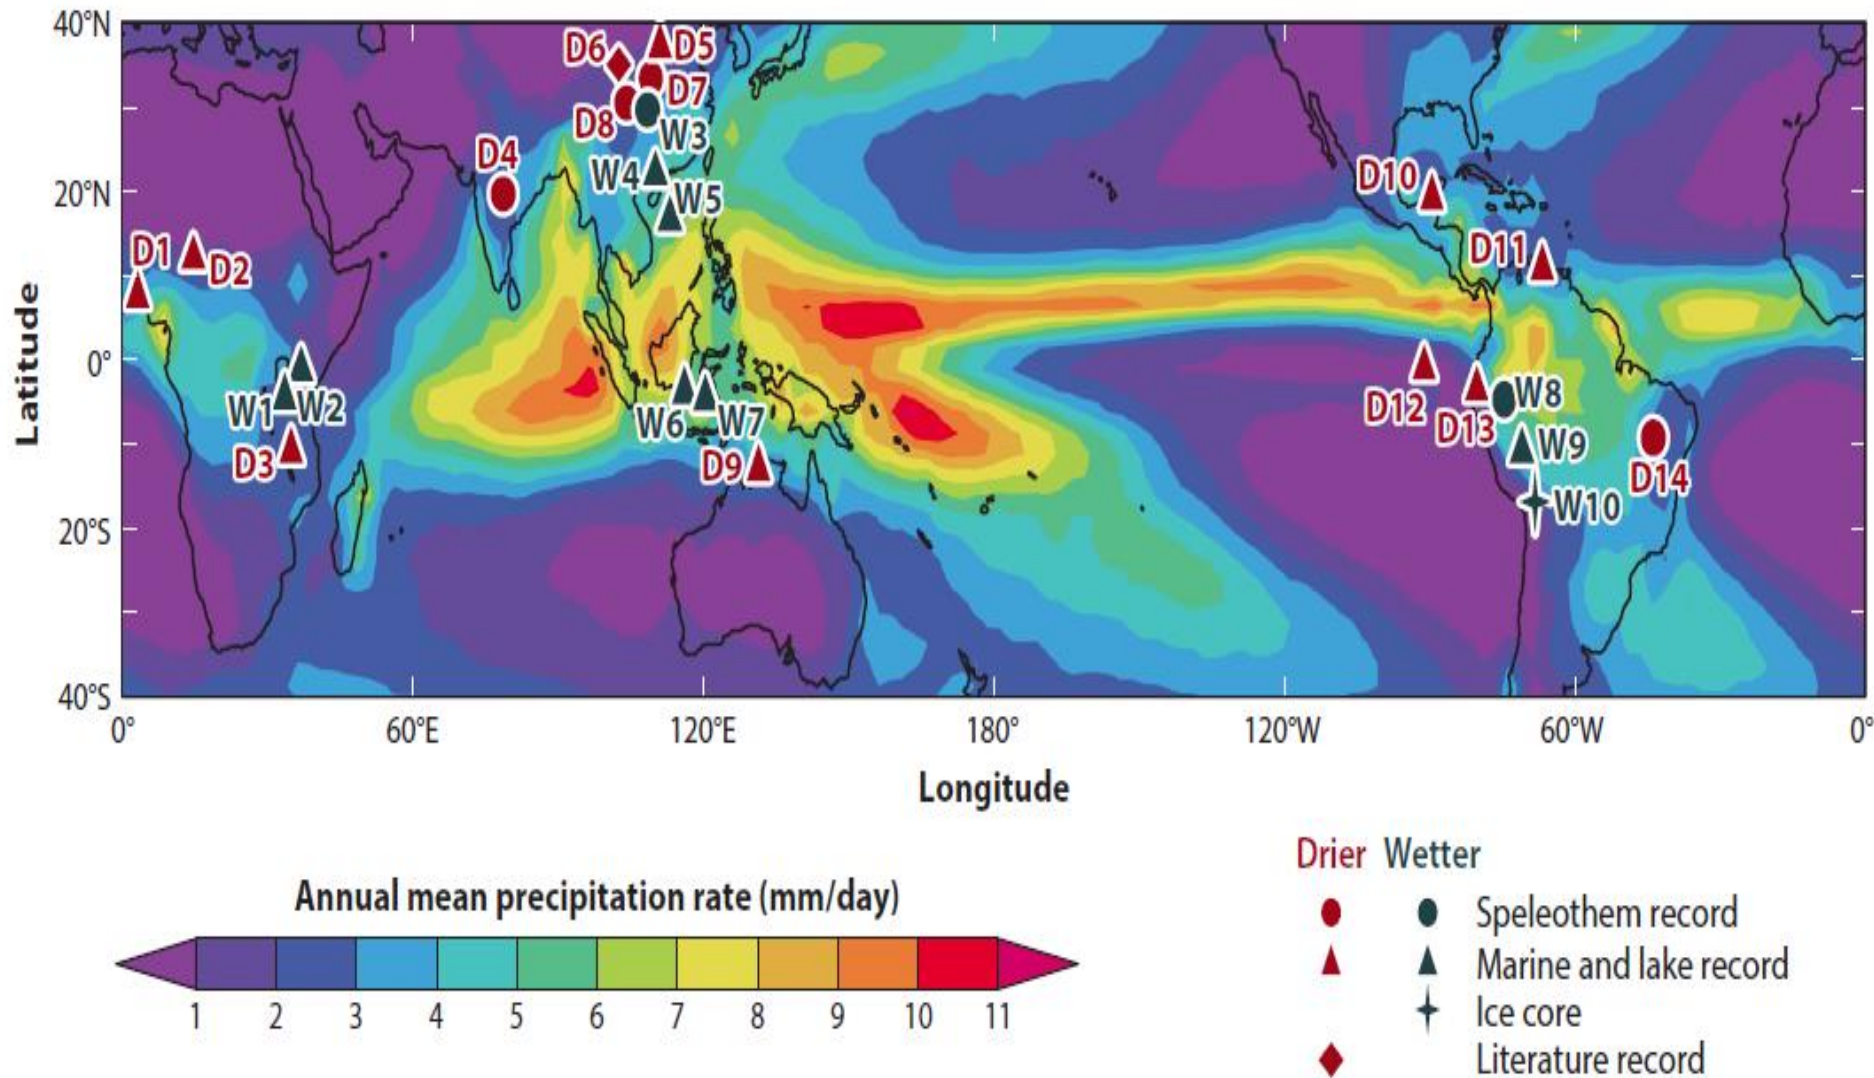 40°N
20°N
0°
20°S
40°S
Latitude
D6
D5
D7
D8
W3
D4
W4
W5
D10
D1
D2
D11
W1
W2
D3
W6
W7
D9
D12
D13
W8
W9
D14
W10
0°
60°E
120°E
180°
120°W
60°W
0°
Longitude
Annual mean precipitation rate (mm/day)
1 2 3 4 5 6 7 8 9 10 11
Drier Wetter
Speleothem record
Marine and lake record
Ice core
Literature record